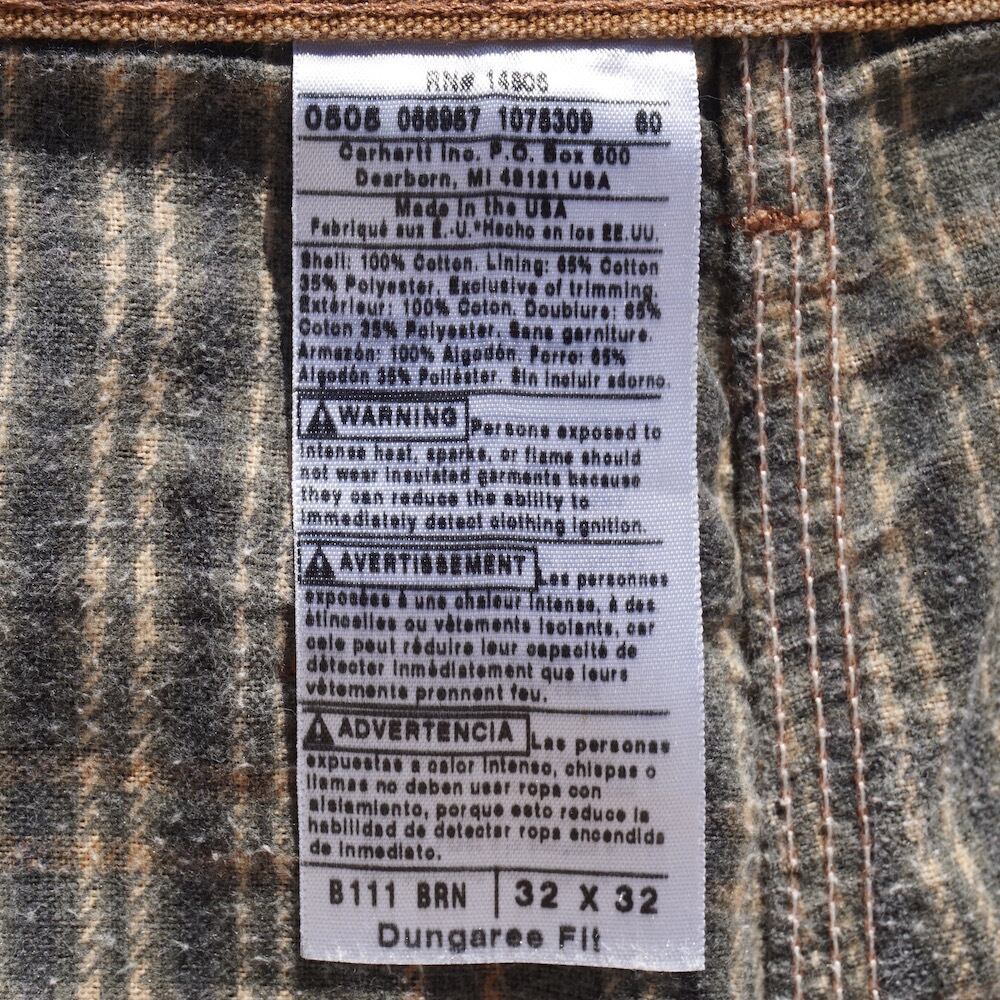 RN# 14806
0505 066957 1075309 60
Carhartt Inc. P.O. Box 600
Dearborn, MI 48121 USA
Made in the USA
Fabriqué aux É.-U.*Hecho en los EE.UU.
Shell: 100% Cotton. Lining: 65% Cotton
35% Polyester, Exclusive of trimming.
Extérieur: 100% Coton. Doublure: 65%
Coton 35% Polyester. Sans garniture.
Armazón: 100% Algodón. Forro: 65%
Algodón 35% Poliéster. Sin incluir adorno.
WARNING Persons exposed to
intense heat, sparks, or flame should
not wear insulated garments because
they can reduce the ability to
immediately detect clothing ignition.
AVERTISSEMENT Les personnes
exposées à une chaleur intense, à des
étincelles ou vêtements isolants, car
cele peut réduire leur capacité de
détecter immédiatement que leurs
vêtements prennent feu.
ADVERTENCIA Las personas
expuestas a calor intenso, chispas o
llamas no deben usar ropa con
aislamiento, porque esto reduce la
habilidad de detectar ropa encendida
de inmediato.
B111 BRN 32 X 32
Dungaree Fit